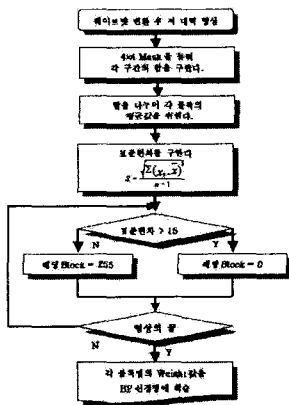 웨이브렛 변환 후 저 대역 영상
4x4 Mask를 통해
각 구간의 합을 구한다.
합을 나누어 각 블록의
평균값을 취한다.
표준편차를 구한다
표준편차 > 15
N
Y
해당 Block = 255
해당 Block = 0
영상의 끝
N
Y
각 블록별의 Weight값을
BP 신경망에 학습